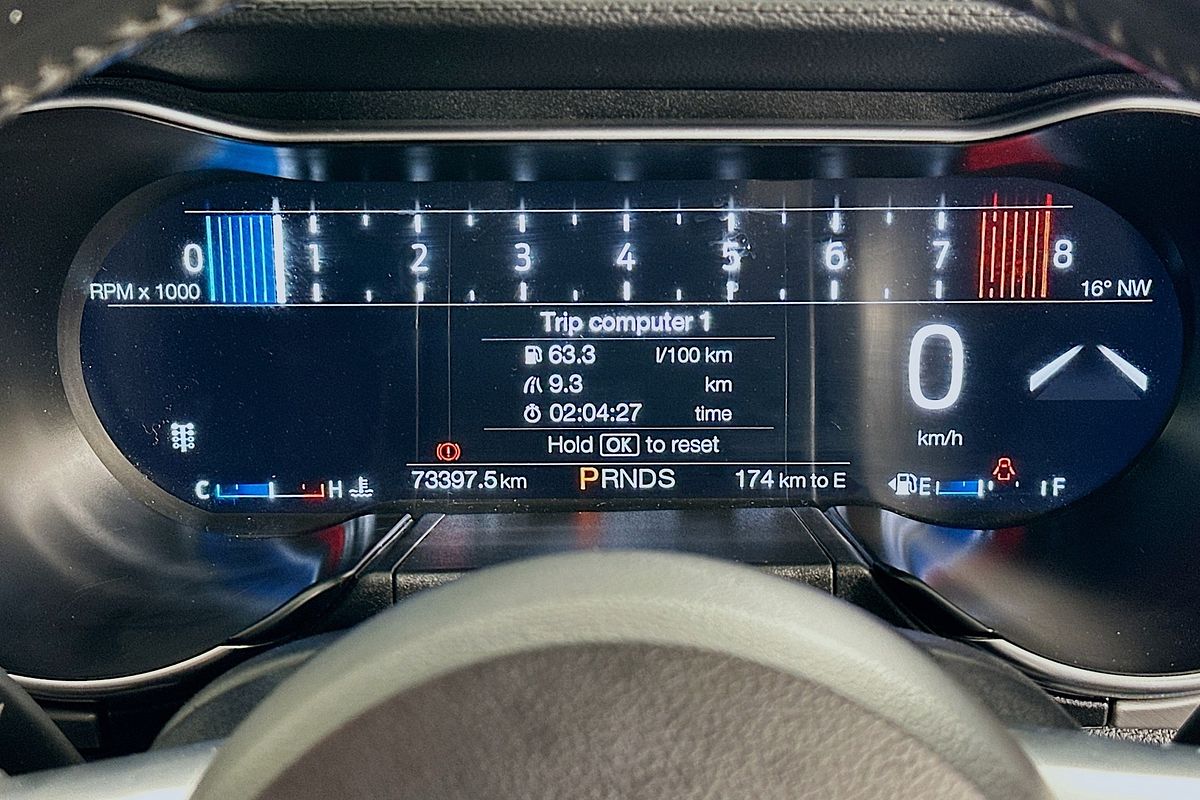 0 1 2 3 4 5 6 7 8
RPM x 1000
16° NW
Trip computer 1
63.3 l/100 km
9.3 km
02:04:27 time
Hold OK to reset
0
km/h
C H
73397.5 km
PRNDS
174 km to E
E F